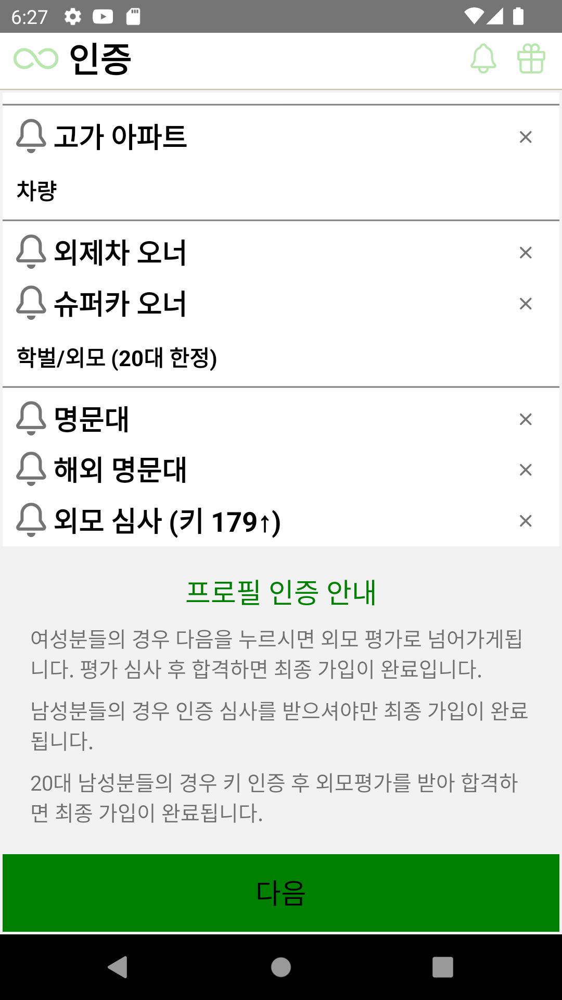 6:27
인증
고가 아파트
차량
외제차 오너
슈퍼카 오너
학벌/외모 (20대 한정)
명문대
해외 명문대
외모 심사 (키 179↑)
프로필 인증 안내
여성분들의 경우 다음을 누르시면 외모 평가로 넘어가게됩
니다. 평가 심사 후 합격하면 최종 가입이 완료입니다.
남성분들의 경우 인증 심사를 받으셔야만 최종 가입이 완료
됩니다.
20대 남성분들의 경우 키 인증 후 외모평가를 받아 합격하
면 최종 가입이 완료됩니다.
다음